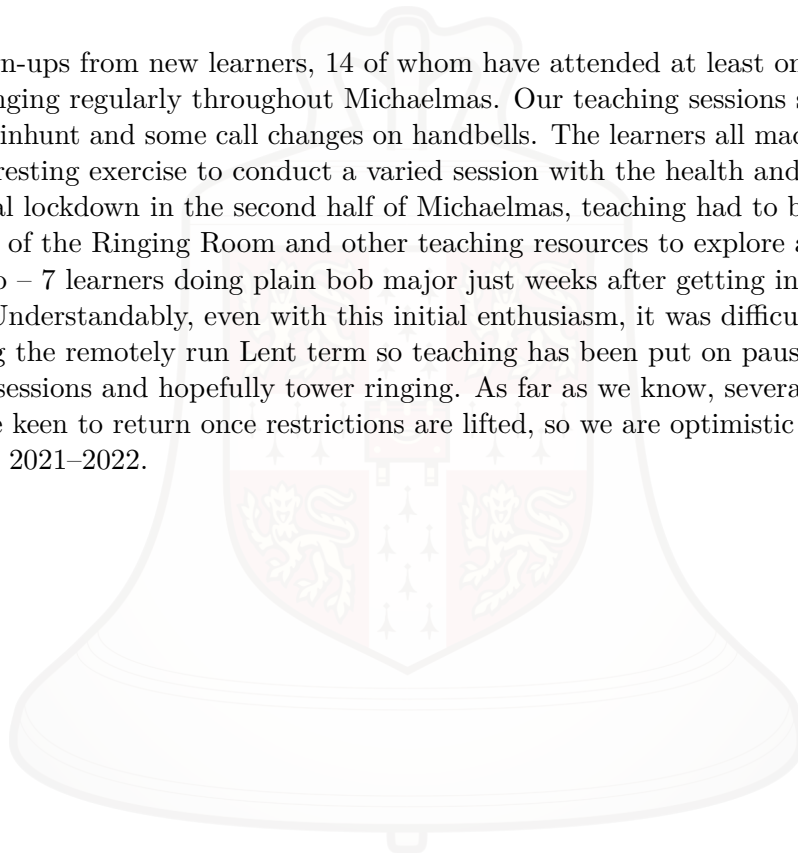 n-ups from new learners, 14 of whom have attended at least on
nging regularly throughout Michaelmas. Our teaching sessions s
inhunt and some call changes on handbells. The learners all mad
resting exercise to conduct a varied session with the health and
al lockdown in the second half of Michaelmas, teaching had to b
of the Ringing Room and other teaching resources to explore a
o – 7 learners doing plain bob major just weeks after getting in
Understandably, even with this initial enthusiasm, it was difficu
g the remotely run Lent term so teaching has been put on paus
sessions and hopefully tower ringing. As far as we know, severa
e keen to return once restrictions are lifted, so we are optimistic
2021–2022.